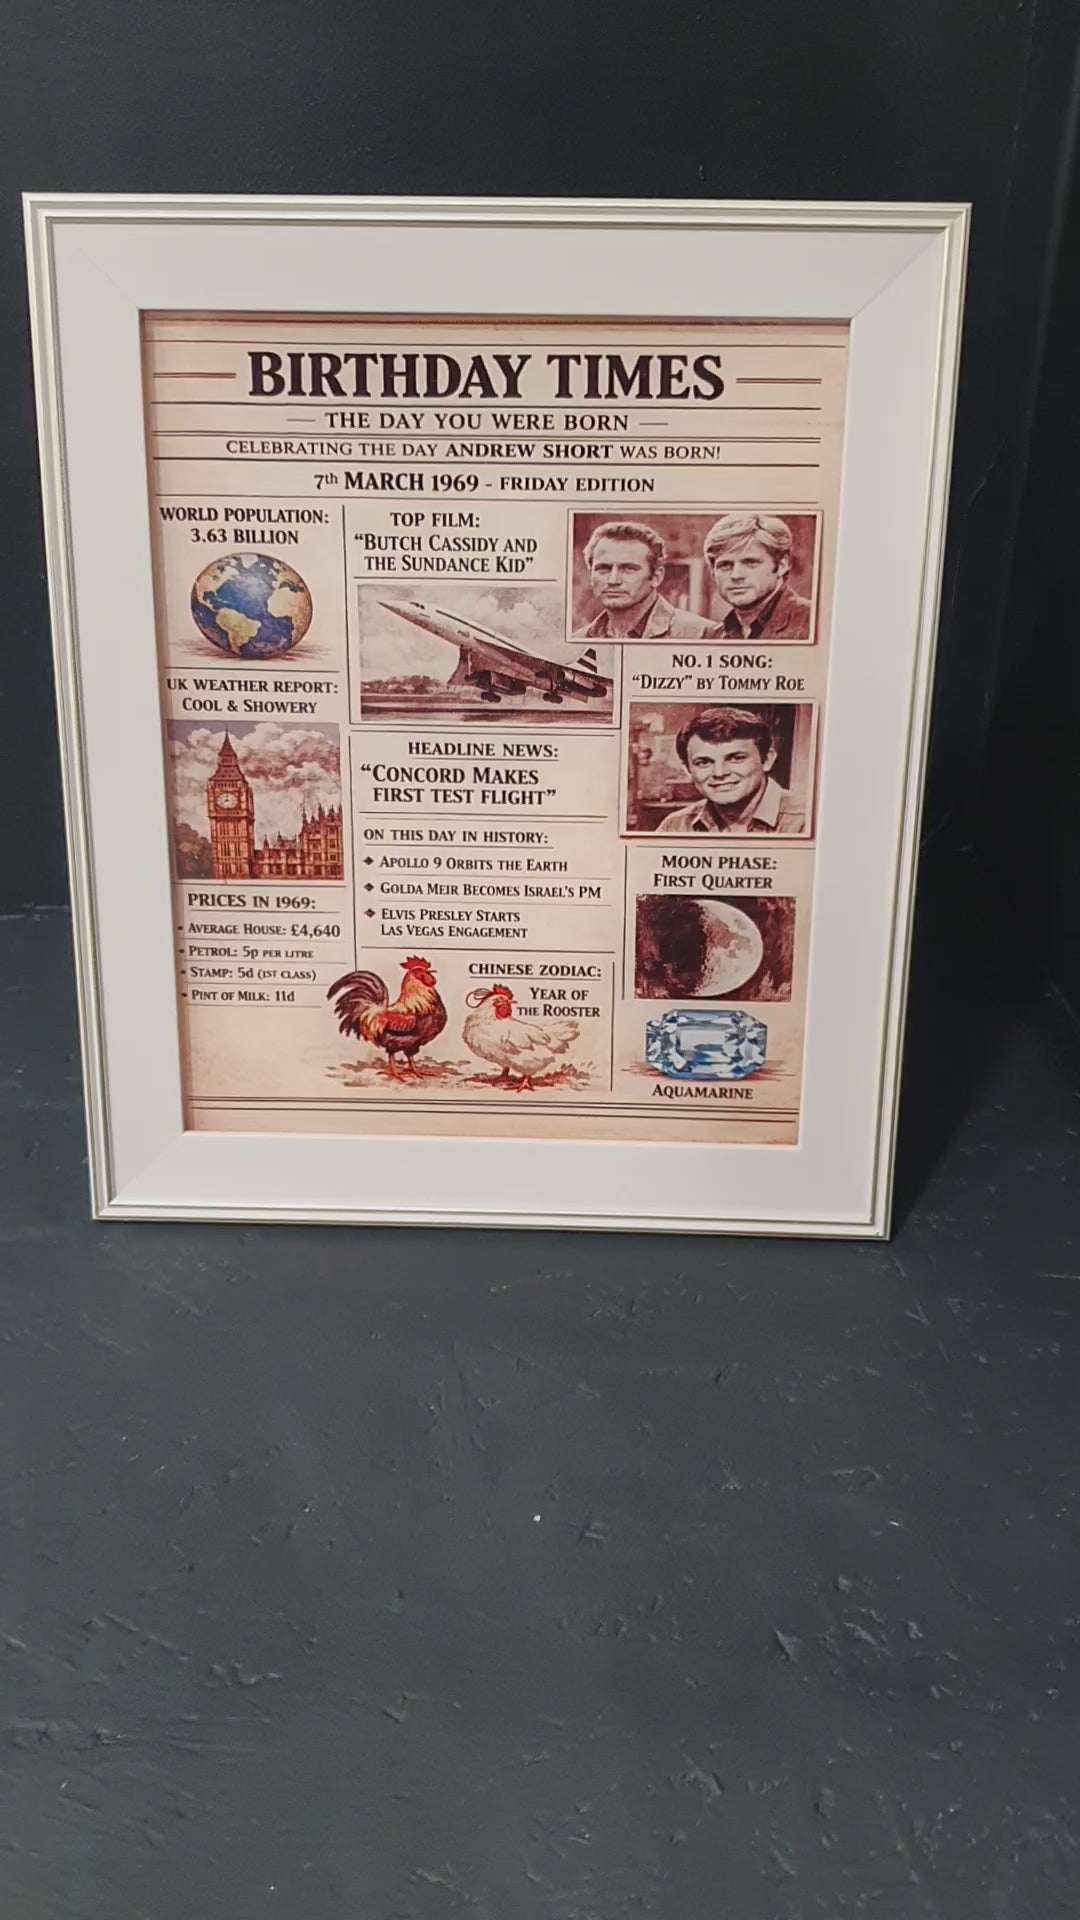 BIRTHDAY TIMES
THE DAY YOU WERE BORN
CELEBRATING THE DAY ANDREW SHORT WAS BORN!
7th MARCH 1969 - FRIDAY EDITION
WORLD POPULATION:
3.63 BILLION
UK WEATHER REPORT:
COOL & SHOWERY
PRICES IN 1969:
• AVERAGE HOUSE: £4,640
• PETROL: 5p PER LITRE
• STAMP: 5d (1ST CLASS)
• PINT OF MILK: 11d
TOP FILM:
“BUTCH CASSIDY AND
THE SUNDANCE KID”
HEADLINE NEWS:
“CONCORD MAKES
FIRST TEST FLIGHT”
ON THIS DAY IN HISTORY:
❖ APOLLO 9 ORBITS THE EARTH
❖ GOLDA MEIR BECOMES ISRAEL'S PM
❖ ELVIS PRESLEY STARTS
LAS VEGAS ENGAGEMENT
CHINESE ZODIAC:
YEAR OF
THE ROOSTER
NO. 1 SONG:
“DIZZY” BY TOMMY ROE
MOON PHASE:
FIRST QUARTER
AQUAMARINE